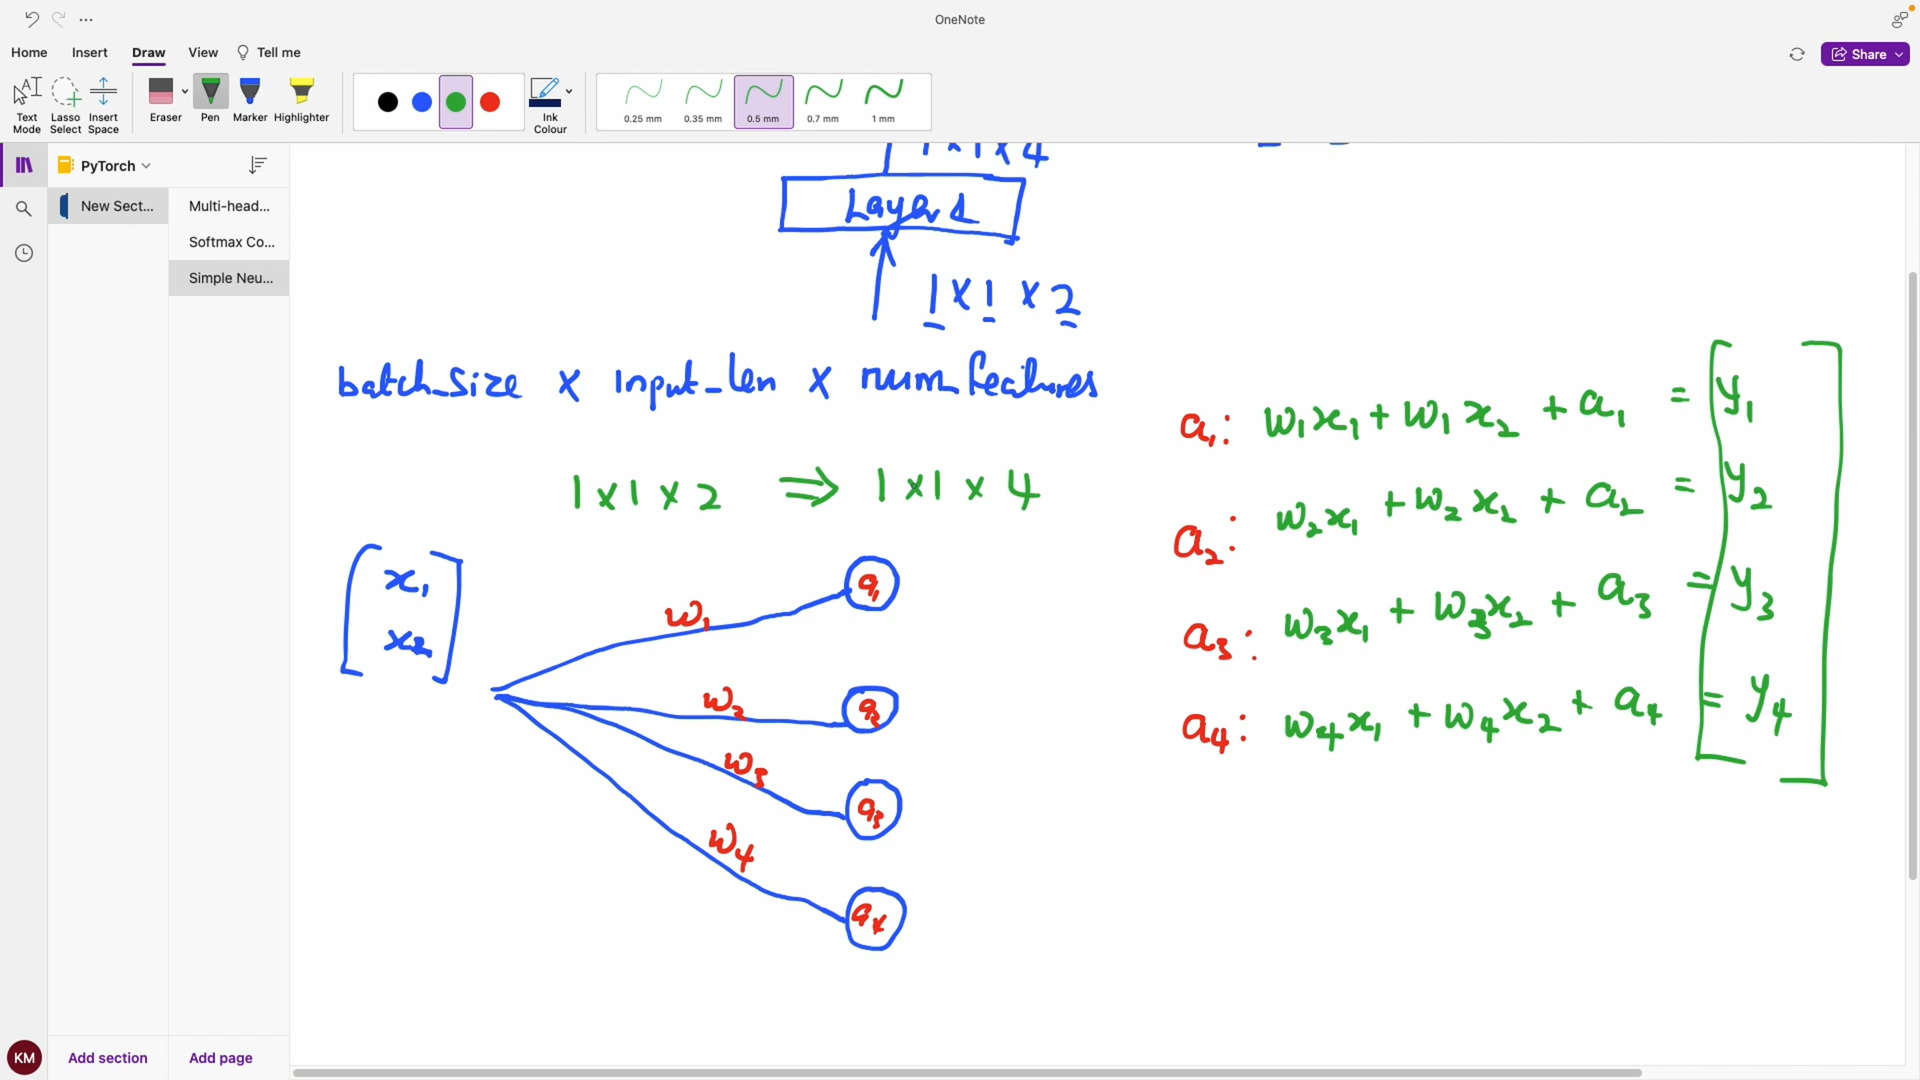 OneNote
Home Insert Draw View Tell me
Share
Text Mode
Lasso Select
Insert Space
Eraser
Pen
Marker
Highlighter
Ink Colour
0.25 mm
0.35 mm
0.5 mm
0.7 mm
1 mm
PyTorch
New Sect...
Multi-head...
Softmax Co...
Simple Neu...
1 x 1 x 4
Layer 1
1 x 1 x 2
batch_size x input_len x num_features
1 x 1 x 2 ⇒ 1 x 1 x 4
x₁
x₂
w₁
w₂
w₃
w₄
a₁
a₂
a₃
a₄
a₁: w₁x₁ + w₁x₂ + a₁ = y₁
a₂: w₂x₁ + w₂x₂ + a₂ = y₂
a₃: w₃x₁ + w₃x₂ + a₃ = y₃
a₄: w₄x₁ + w₄x₂ + a₄ = y₄
KM
Add section
Add page